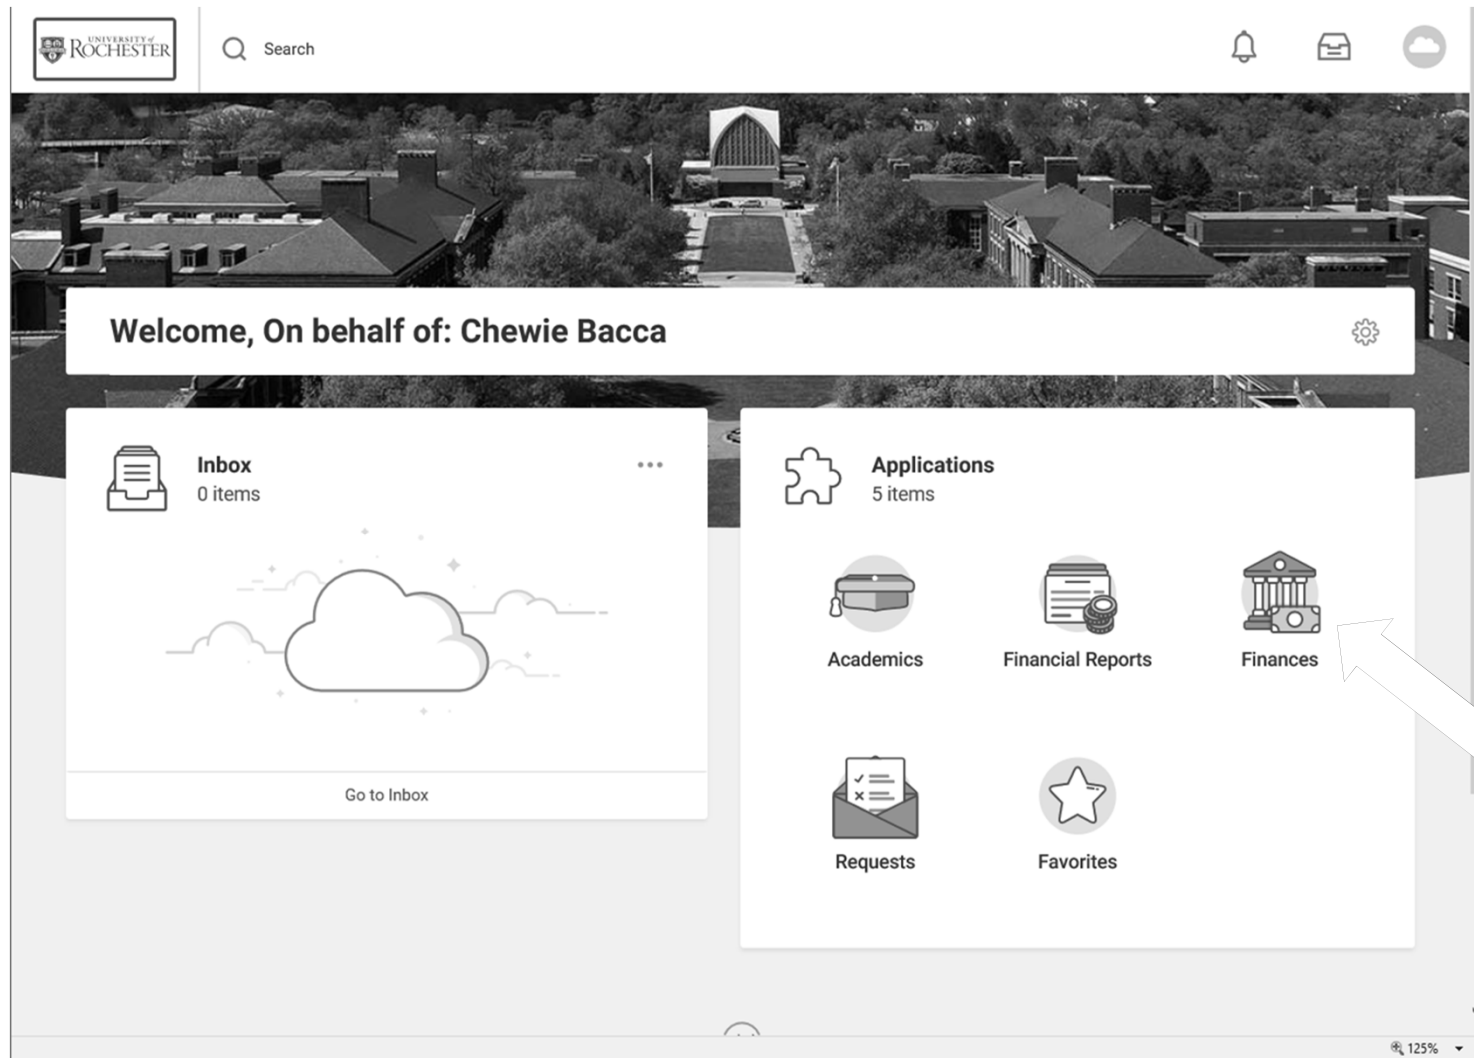 UNIVERSITY of
ROCHESTER
Search
Welcome, On behalf of: Chewie Bacca
Inbox
0 items
Go to Inbox
Applications
5 items
Academics
Financial Reports
Finances
Requests
Favorites
125%